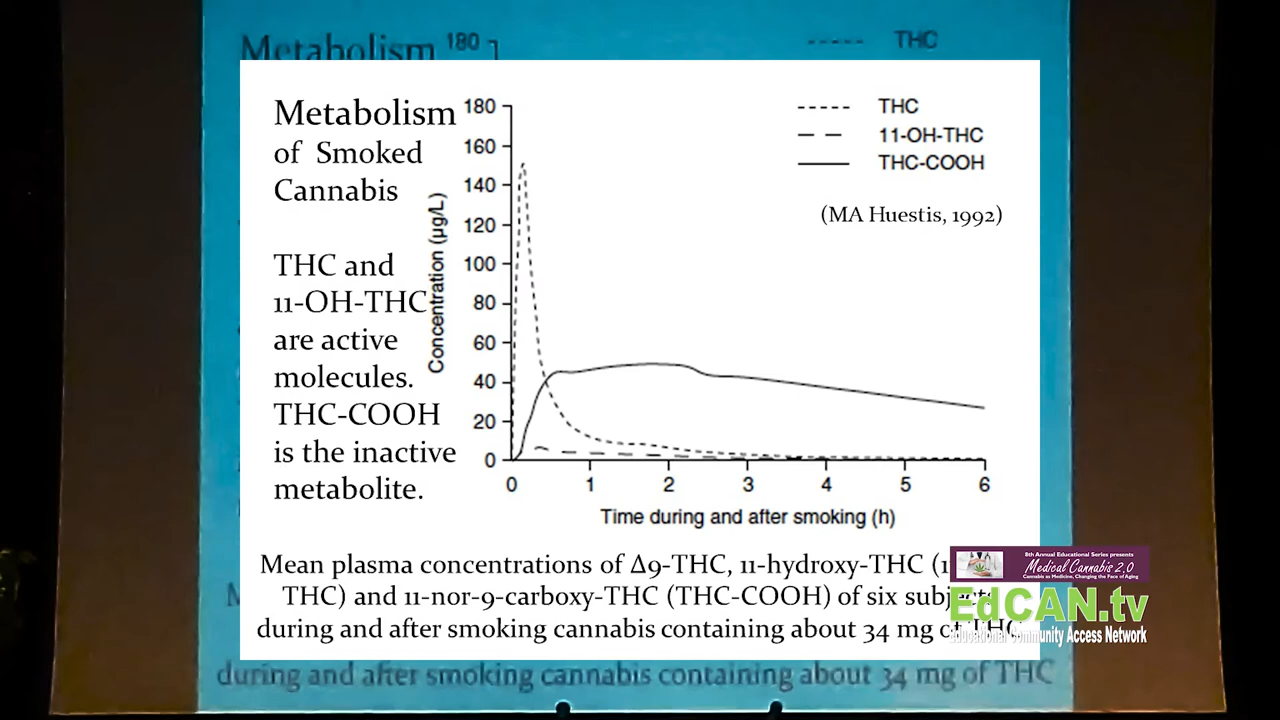 Metabolism 180
THC
Metabolism
of Smoked
Cannabis
THC and
11-OH-THC
are active
molecules.
THC-COOH
is the inactive
metabolite.
Concentration (µg/L)
180
160
140
120
100
80
60
40
20
0
0 1 2 3 4 5 6
Time during and after smoking (h)
THC
11-OH-THC
THC-COOH
(MA Huestis, 1992)
Mean plasma concentrations of Δ9-THC, 11-hydroxy-THC (1
THC) and 11-nor-9-carboxy-THC (THC-COOH) of six subjects
during and after smoking cannabis containing about 34 mg of THC
8th Annual Educational Series presents
Medical Cannabis 2.0
Cannabis as Medicine, Changing the Face of Aging
EdCAN.tv
Educational Community Access Network
M
during and after smoking cannabis containing about 34 mg of THC